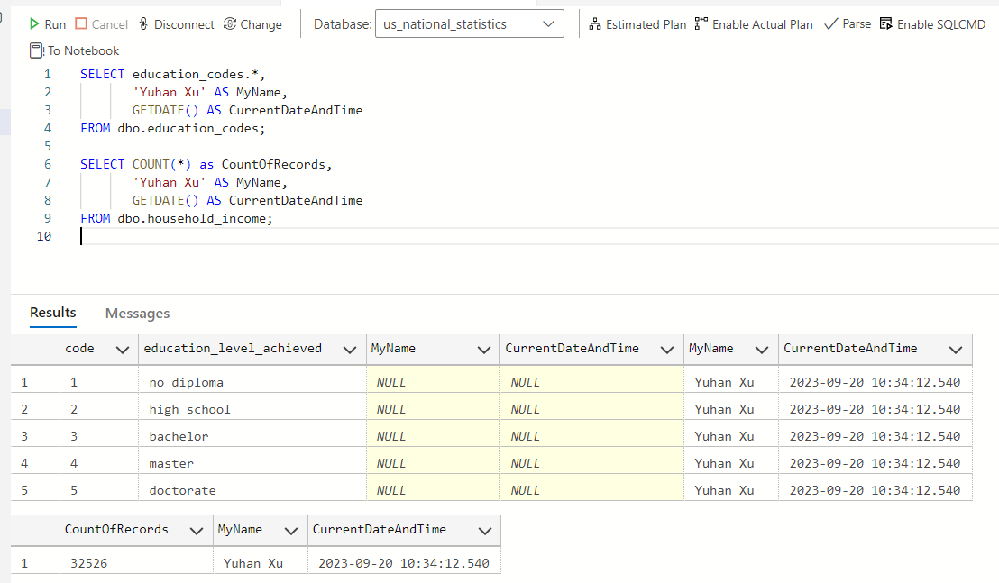 Run Cancel Disconnect Change Database: us_national_statistics Estimated Plan Enable Actual Plan Parse Enable SQLCMD
To Notebook
1 SELECT education_codes.*,
2 'Yuhan Xu' AS MyName,
3 GETDATE() AS CurrentDateAndTime
4 FROM dbo.education_codes;
5
6 SELECT COUNT(*) as CountOfRecords,
7 'Yuhan Xu' AS MyName,
8 GETDATE() AS CurrentDateAndTime
9 FROM dbo.household_income;
10
Results Messages
code education_level_achieved MyName CurrentDateAndTime MyName CurrentDateAndTime
1 1 no diploma NULL NULL Yuhan Xu 2023-09-20 10:34:12.540
2 2 high school NULL NULL Yuhan Xu 2023-09-20 10:34:12.540
3 3 bachelor NULL NULL Yuhan Xu 2023-09-20 10:34:12.540
4 4 master NULL NULL Yuhan Xu 2023-09-20 10:34:12.540
5 5 doctorate NULL NULL Yuhan Xu 2023-09-20 10:34:12.540
CountOfRecords MyName CurrentDateAndTime
1 32526 Yuhan Xu 2023-09-20 10:34:12.540